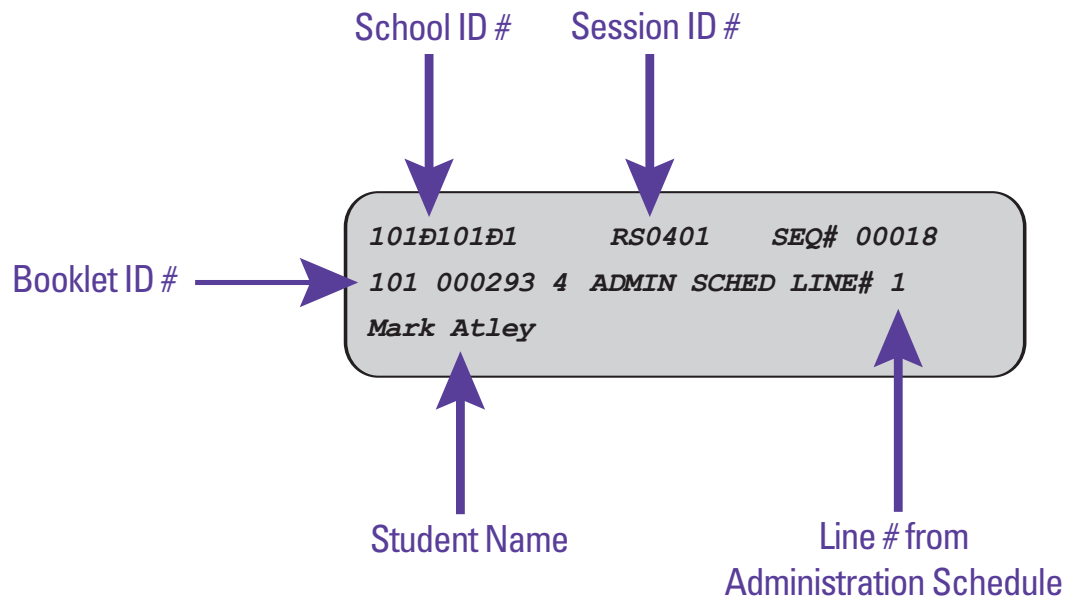 School ID # Session ID #
101Ð101Ð1 RS0401 SEQ# 00018
Booklet ID # 101 000293 4 ADMIN SCHED LINE# 1
Mark Atley
Student Name
Line # from
Administration Schedule